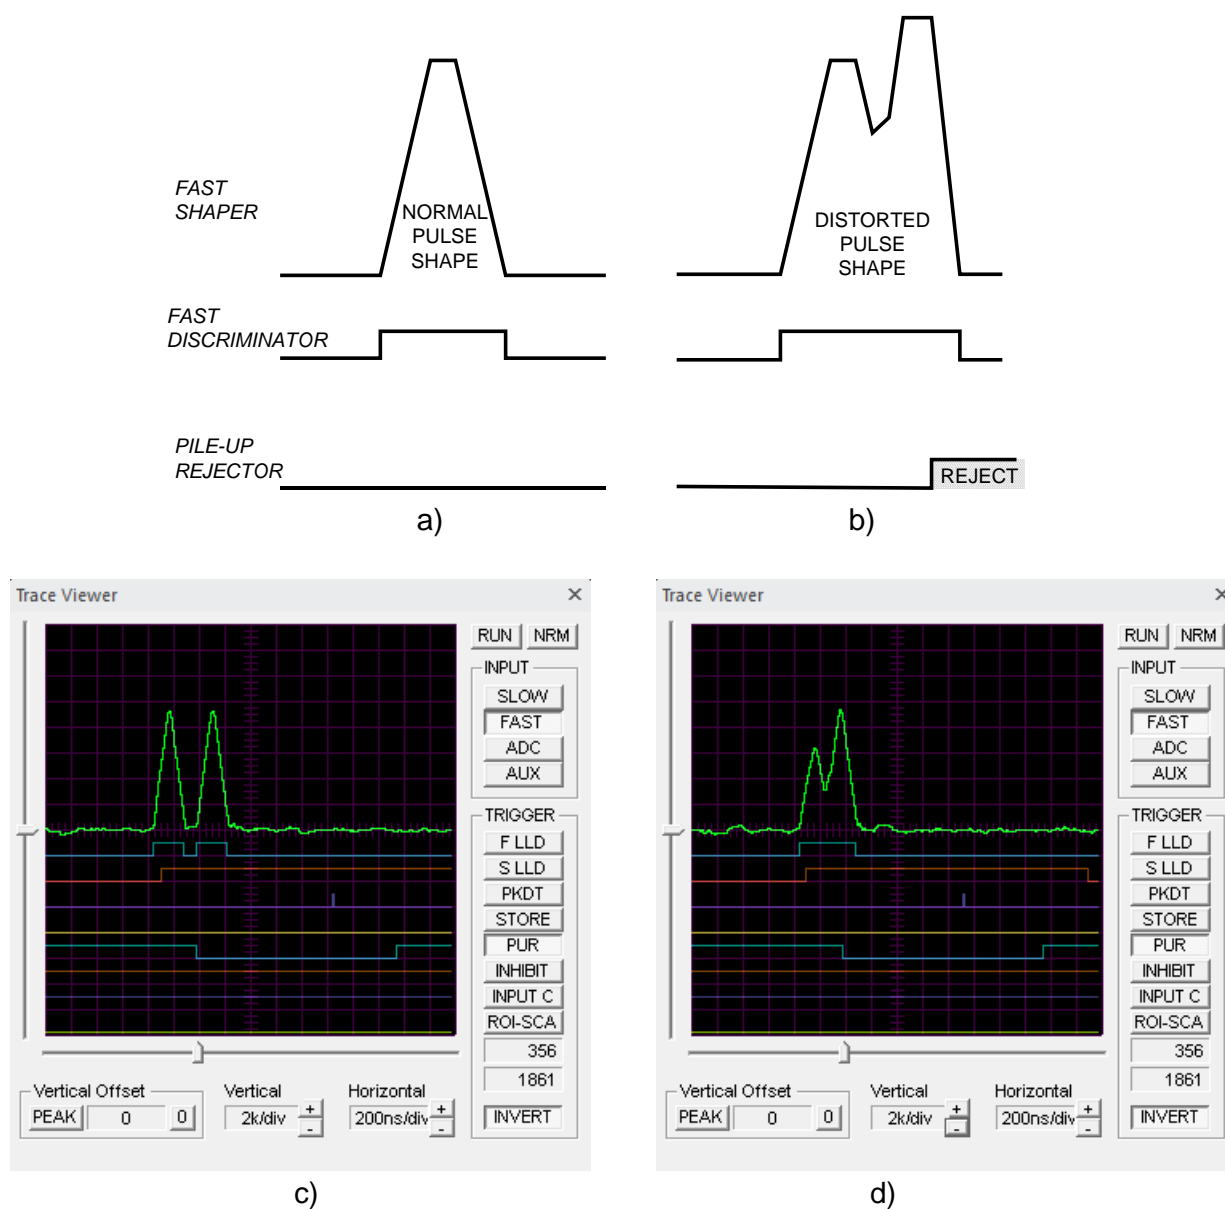 FAST
SHAPER
NORMAL
PULSE
SHAPE
DISTORTED
PULSE
SHAPE
FAST
DISCRIMINATOR
PILE-UP
REJECTOR
REJECT
a)
b)
Trace Viewer
RUN NRM
INPUT
SLOW
FAST
ADC
AUX
TRIGGER
F LLD
S LLD
PKDT
STORE
PUR
INHIBIT
INPUT C
ROI-SCA
356
1861
INVERT
Vertical Offset
PEAK 0 0
Vertical
2k/div + -
Horizontal
200ns/div + -
c)
Trace Viewer
RUN NRM
INPUT
SLOW
FAST
ADC
AUX
TRIGGER
F LLD
S LLD
PKDT
STORE
PUR
INHIBIT
INPUT C
ROI-SCA
356
1861
INVERT
Vertical Offset
PEAK 0 0
Vertical
2k/div + -
Horizontal
200ns/div + -
d)